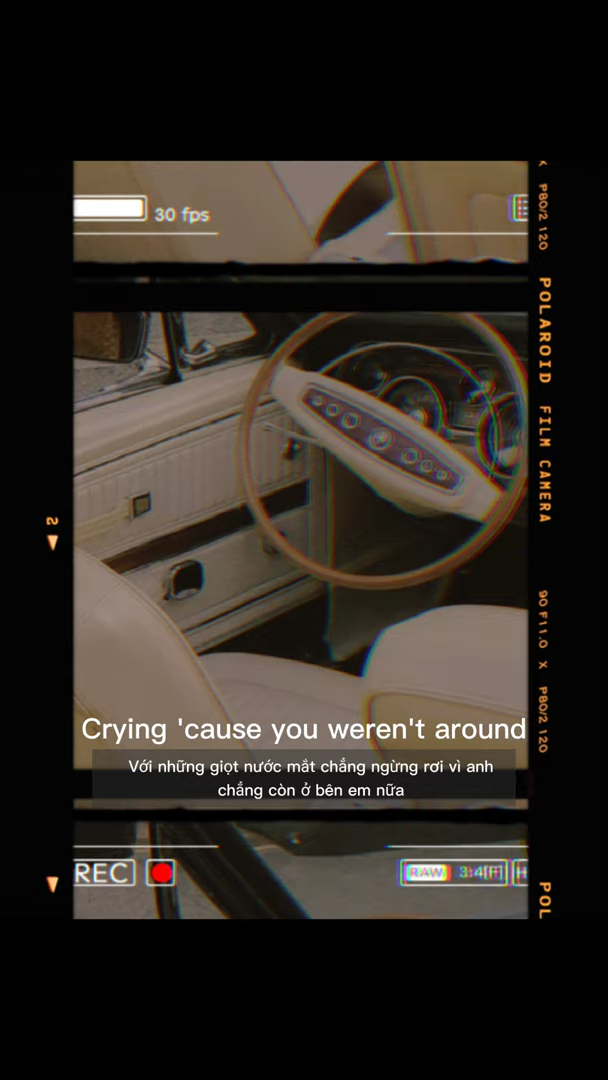 30 fps
P80/2 120
POLAROID FILM CAMERA
90 F11.0 X P80/2 120
2
Crying 'cause you weren't around
Với những giọt nước mắt chẳng ngừng rơi vì anh
chẳng còn ở bên em nữa
REC
RAW 3:4[F] H
POL